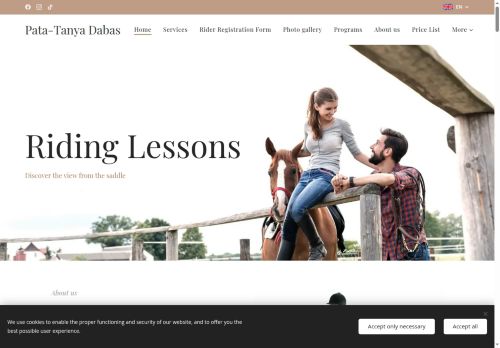 EN
Pata-Tanya Dabas
Home Services Rider Registration Form Photo gallery Programs About us Price List More
Riding Lessons
Discover the view from the saddle
About us
We use cookies to enable the proper functioning and security of our website, and to offer you the
best possible user experience.
Accept only necessary
Accept all